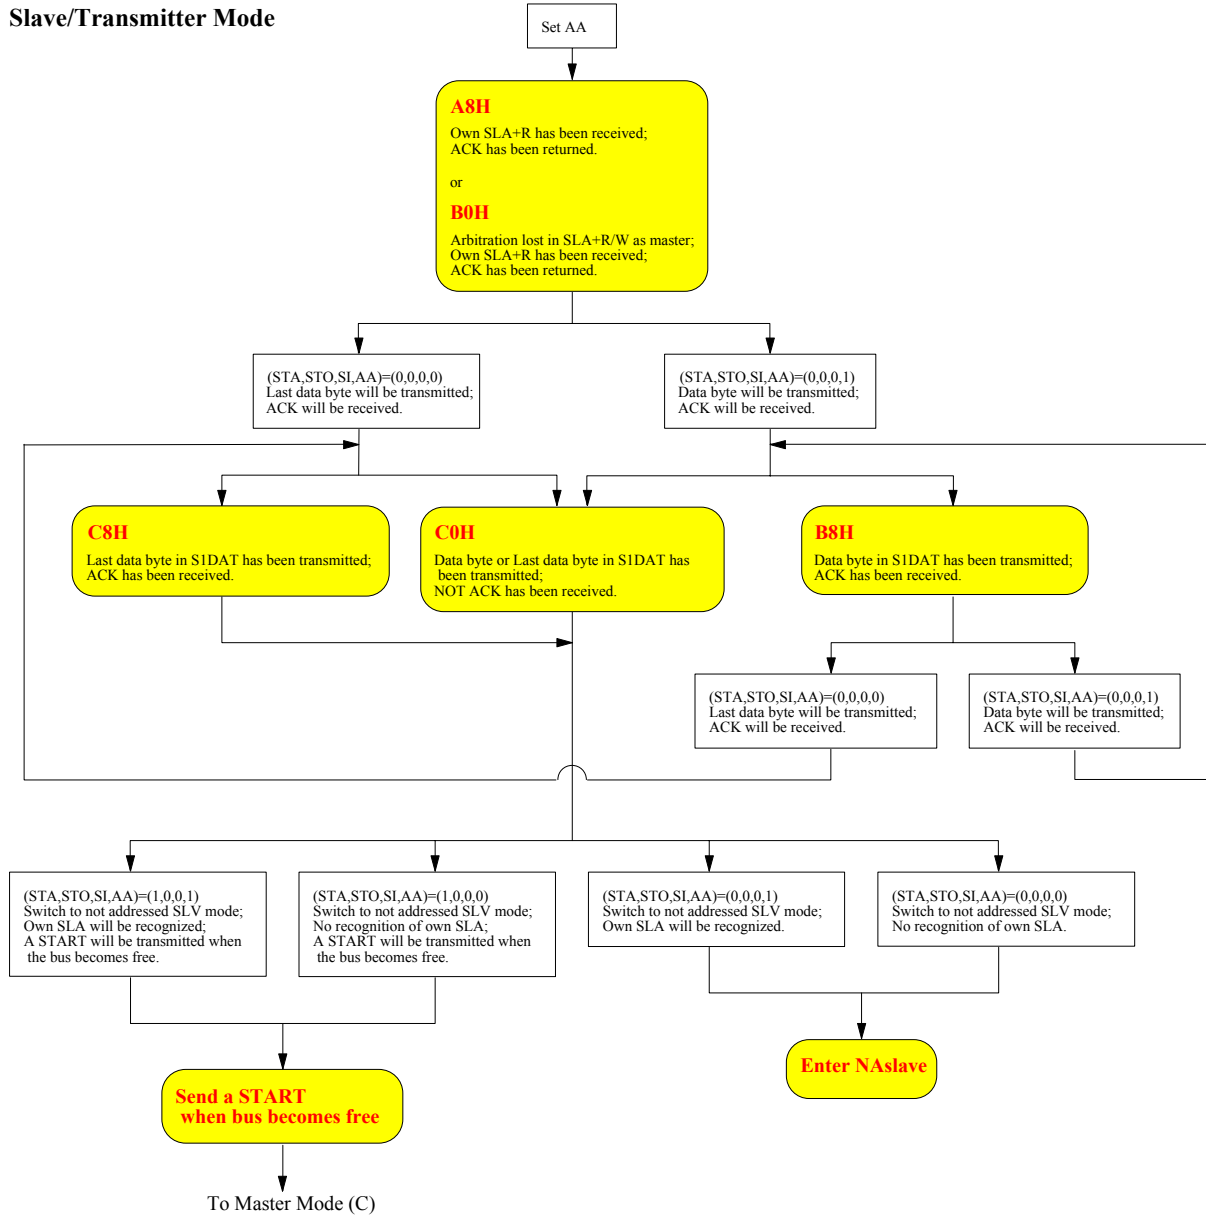 Slave/Transmitter Mode
Set AA
A8H
Own SLA+R has been received;
ACK has been returned.
or
B0H
Arbitration lost in SLA+R/W as master;
Own SLA+R has been received;
ACK has been returned.
(STA,STO,SI,AA)=(0,0,0,0)
Last data byte will be transmitted;
ACK will be received.
(STA,STO,SI,AA)=(0,0,0,1)
Data byte will be transmitted;
ACK will be received.
C8H
Last data byte in S1DAT has been transmitted;
ACK has been received.
C0H
Data byte or Last data byte in S1DAT has
been transmitted;
NOT ACK has been received.
B8H
Data byte in S1DAT has been transmitted;
ACK has been received.
(STA,STO,SI,AA)=(0,0,0,0)
Last data byte will be transmitted;
ACK will be received.
(STA,STO,SI,AA)=(0,0,0,1)
Data byte will be transmitted;
ACK will be received.
(STA,STO,SI,AA)=(1,0,0,1)
Switch to not addressed SLV mode;
Own SLA will be recognized;
A START will be transmitted when
the bus becomes free.
(STA,STO,SI,AA)=(1,0,0,0)
Switch to not addressed SLV mode;
No recognition of own SLA;
A START will be transmitted when
the bus becomes free.
(STA,STO,SI,AA)=(0,0,0,1)
Switch to not addressed SLV mode;
Own SLA will be recognized.
(STA,STO,SI,AA)=(0,0,0,0)
Switch to not addressed SLV mode;
No recognition of own SLA.
Enter NAslave
Send a START
when bus becomes free
To Master Mode (C)